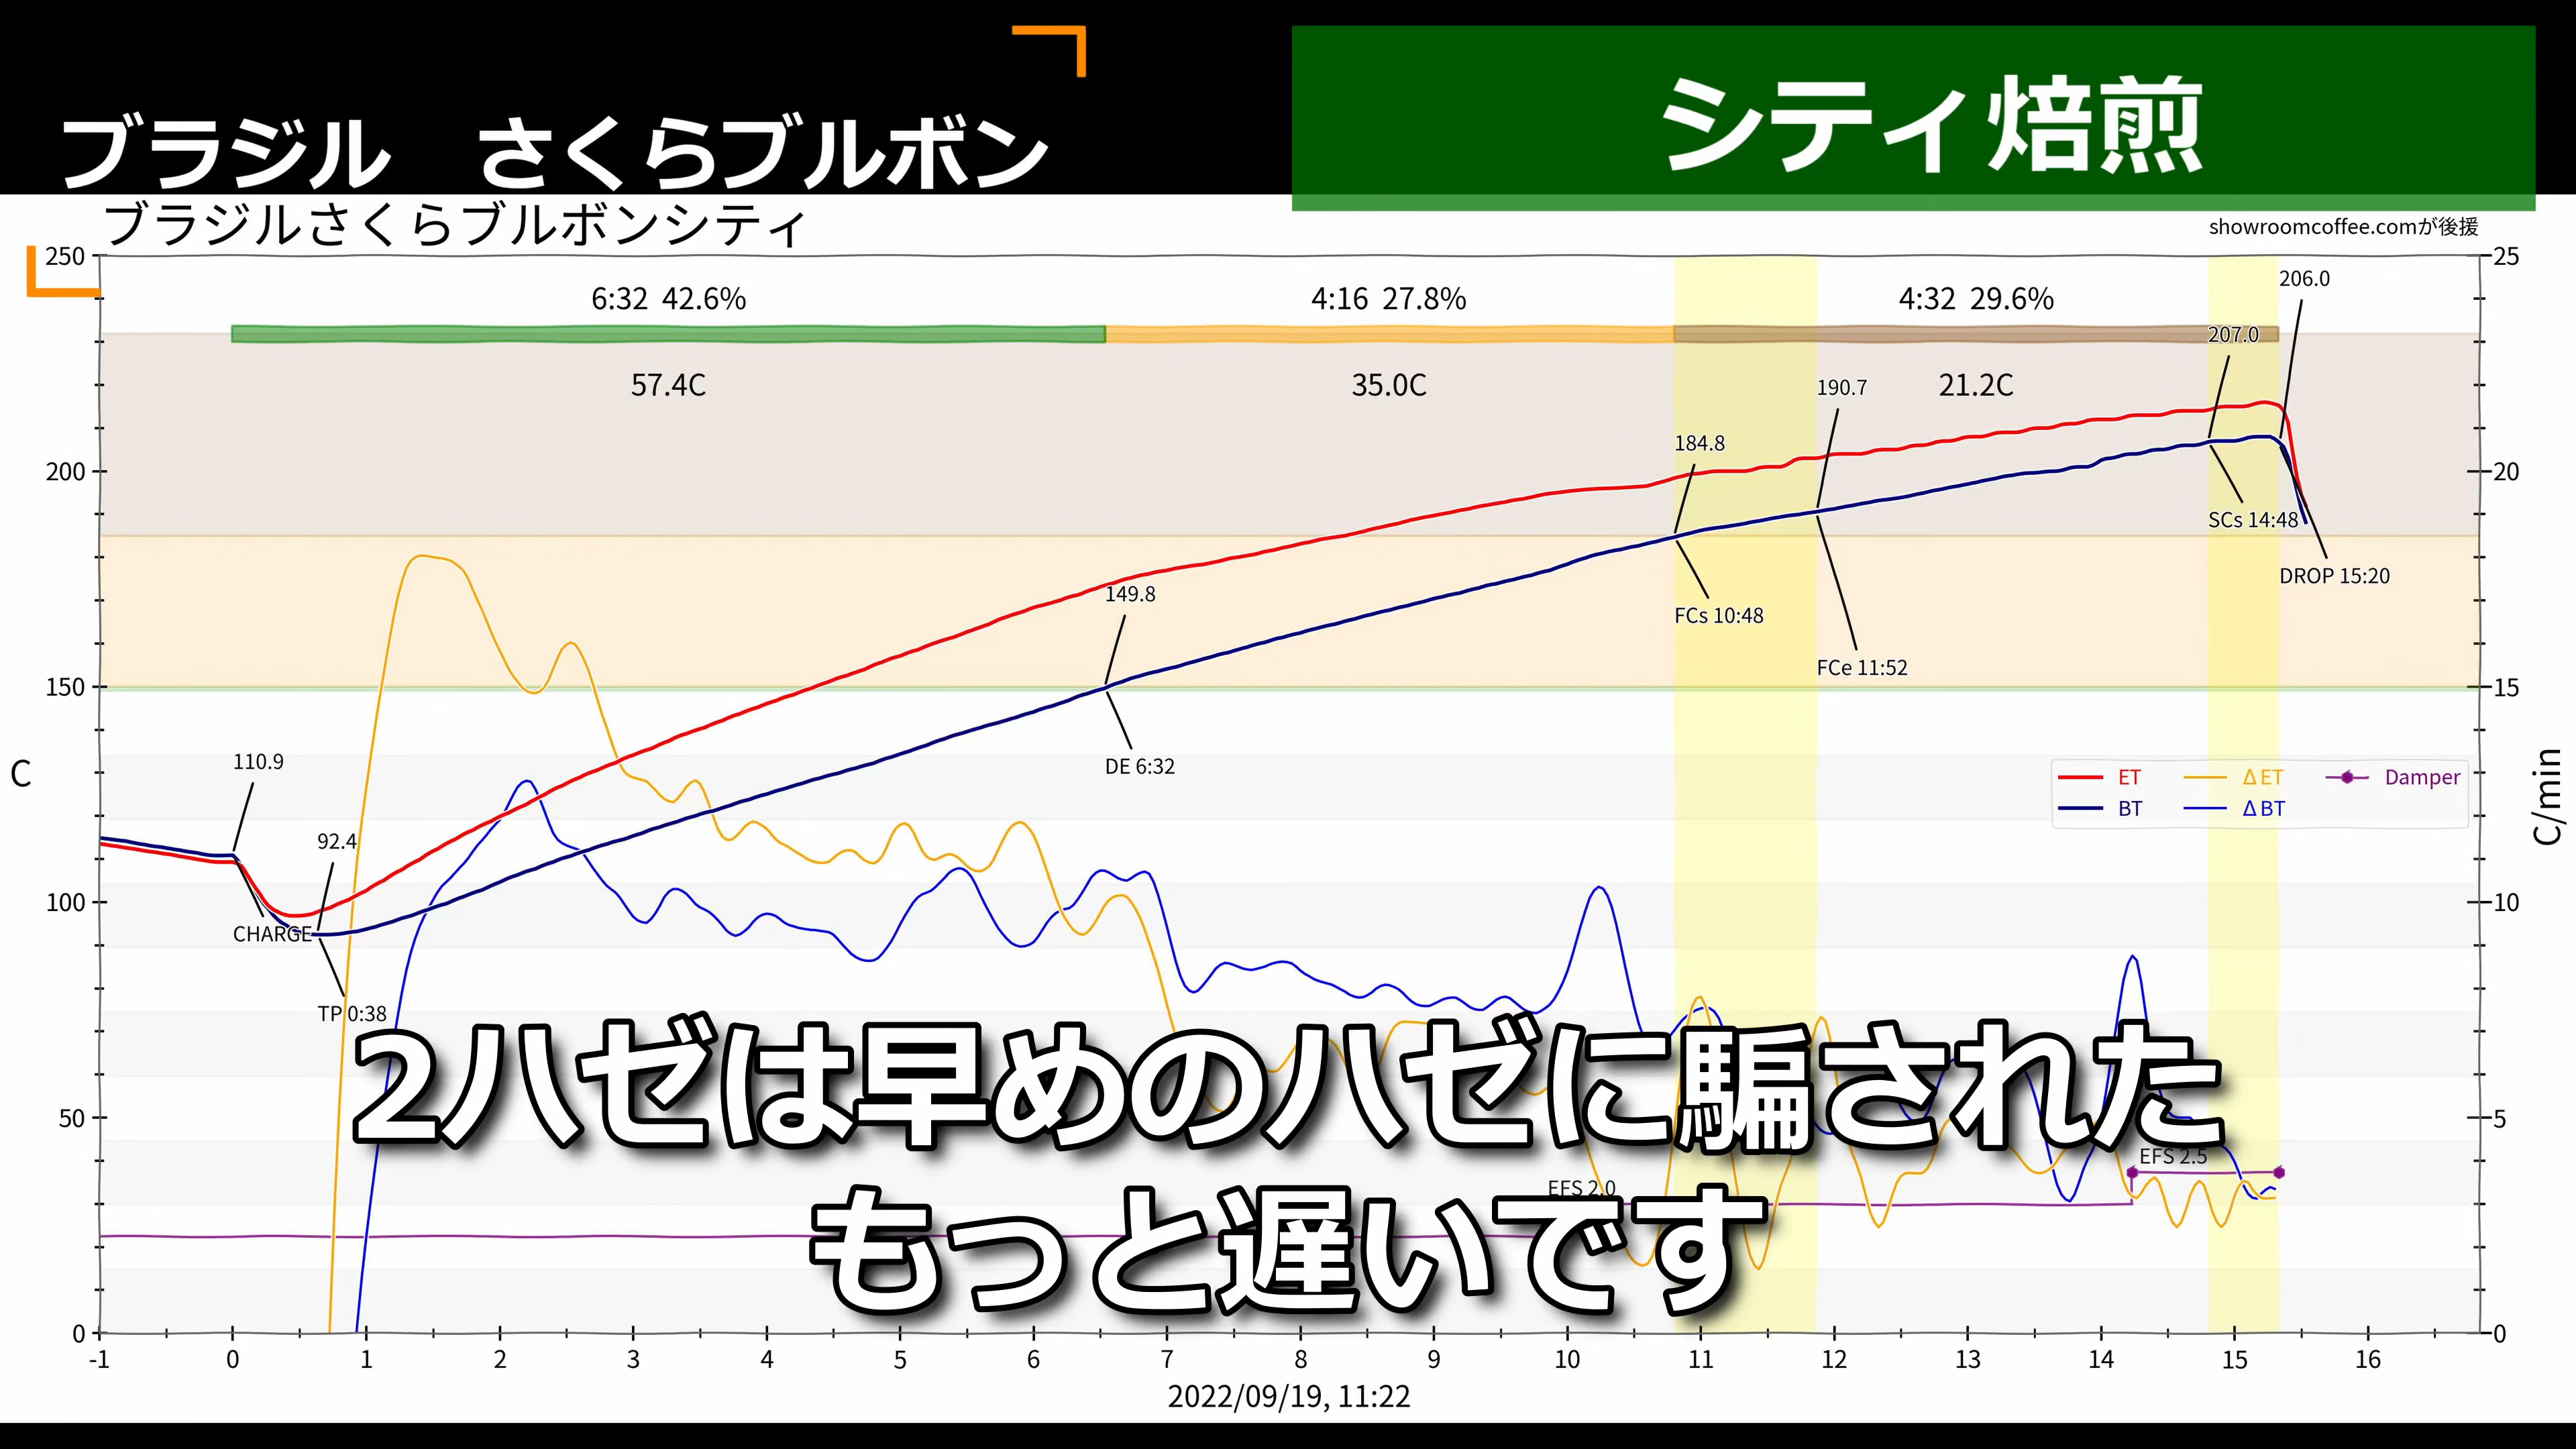 ブラジル　さくらブルボン
シティ焙煎
ブラジルさくらブルボンシティ
showroomcoffee.comが後援
250
200
150
100
50
0
C
25
20
15
10
5
0
C/min
6:32 42.6%
4:16 27.8%
4:32 29.6%
57.4C
35.0C
21.2C
110.9
CHARGE
92.4
TP 0:38
149.8
DE 6:32
184.8
FCs 10:48
190.7
FCe 11:52
207.0
SCs 14:48
206.0
DROP 15:20
ET
ΔET
Damper
BT
ΔBT
EFS 2.0
EFS 2.5
2ハゼは早めのハゼに騙された
もっと遅いです
-1 0 1 2 3 4 5 6 7 8 9 10 11 12 13 14 15 16
2022/09/19, 11:22